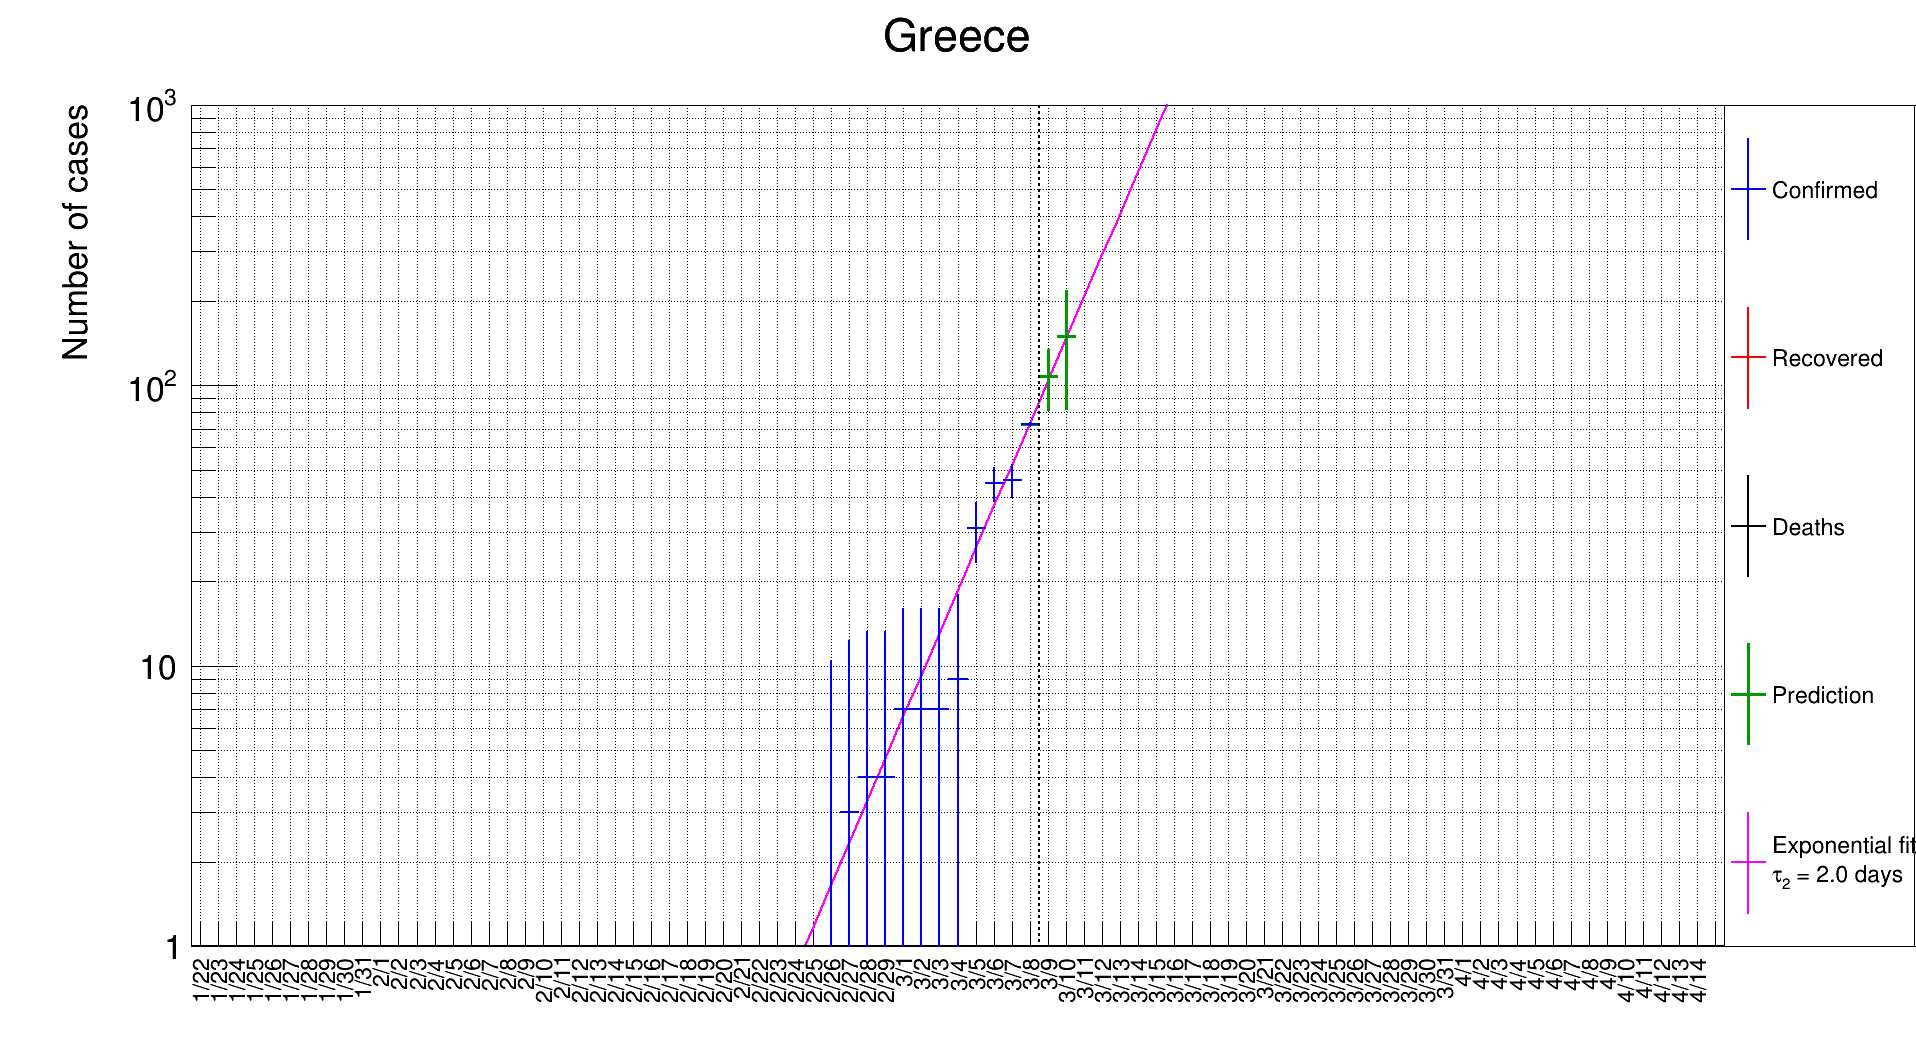 Greece
Number of cases
10³
10²
10
1
1/22 1/23 1/24 1/25 1/26 1/27 1/28 1/29 1/30 1/31 2/1 2/2 2/3 2/4 2/5 2/6 2/7 2/8 2/9 2/10 2/11 2/12 2/13 2/14 2/15 2/16 2/17 2/18 2/19 2/20 2/21 2/22 2/23 2/24 2/25 2/26 2/27 2/28 2/29 3/1 3/2 3/3 3/4 3/5 3/6 3/7 3/8 3/9 3/10 3/11 3/12 3/13 3/14 3/15 3/16 3/17 3/18 3/19 3/20 3/21 3/22 3/23 3/24 3/25 3/26 3/27 3/28 3/29 3/30 3/31 4/1 4/2 4/3 4/4 4/5 4/6 4/7 4/8 4/9 4/10 4/11 4/12 4/13 4/14
Confirmed
Recovered
Deaths
Prediction
Exponential fit
τ₂ = 2.0 days